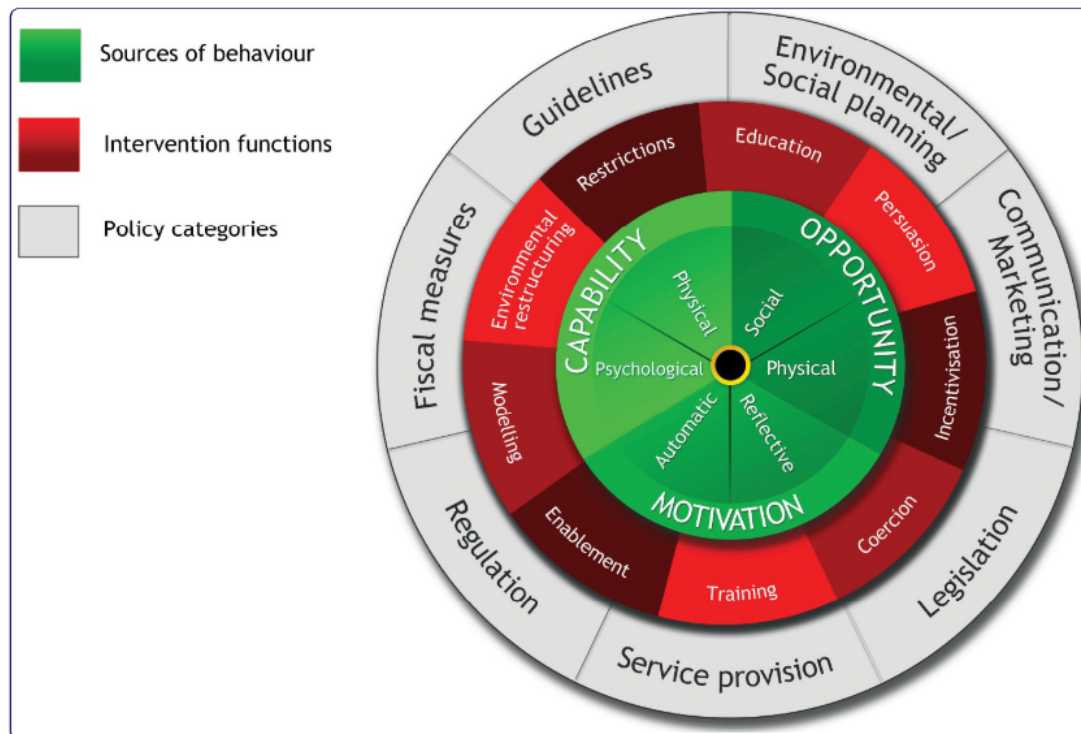 Sources of behaviour
Intervention functions
Policy categories
Guidelines
Environmental/
Social planning
Communication/
Marketing
Legislation
Service provision
Regulation
Fiscal measures
Restrictions
Education
Persuasion
Incentivisation
Coercion
Training
Enablement
Modelling
Environmental
restructuring
CAPABILITY
OPPORTUNITY
MOTIVATION
Physical
Social
Physical
Reflective
Automatic
Psychological